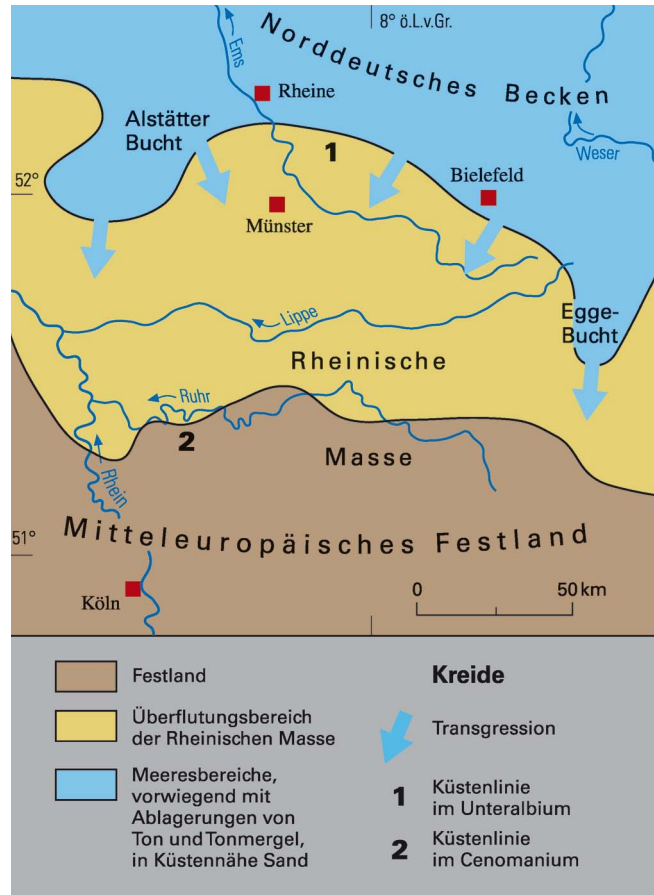 8° ö.L.v.Gr.
Ems
Norddeutsches Becken
Rheine
Alstätter
Bucht
1
Weser
52°
Bielefeld
Münster
Egge-
Bucht
Lippe
Rheinische
Ruhr
2
Masse
Rhein
Mitteleuropäisches Festland
51°
0 50 km
Köln
Festland
Überflutungsbereich
der Rheinischen Masse
Meeresbereiche,
vorwiegend mit
Ablagerungen von
Ton und Tonmergel,
in Küstennähe Sand
Kreide
Transgression
1 Küstenlinie
im Unteralbium
2 Küstenlinie
im Cenomanium